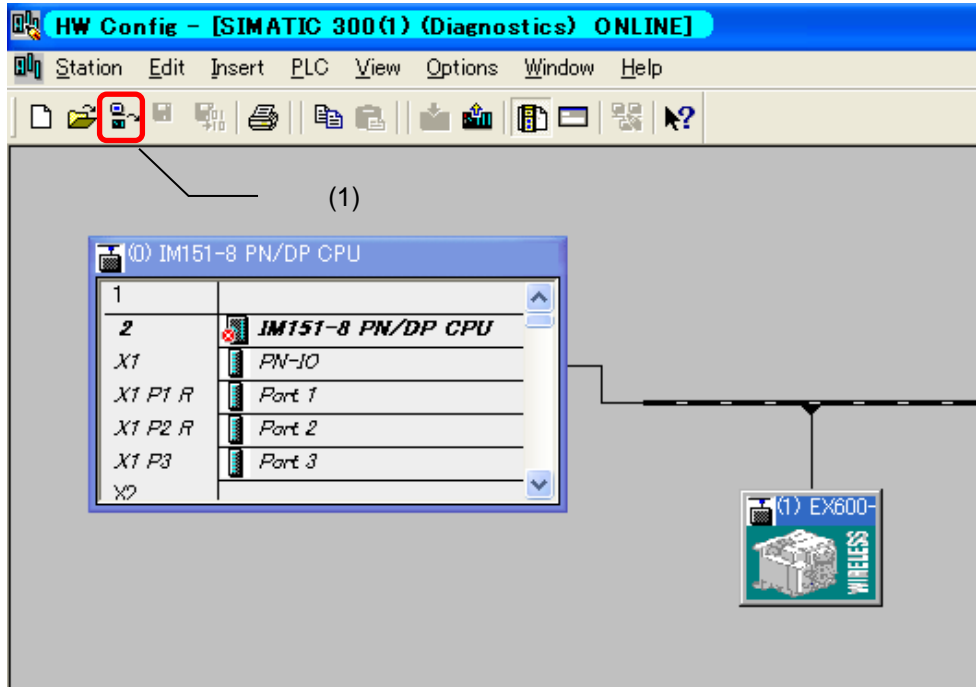 HW Config - [SIMATIC 300(1) (Diagnostics) ONLINE]
Station Edit Insert PLC View Options Window Help
(1)
(0) IM151-8 PN/DP CPU
1
2 IM151-8 PN/DP CPU
X1 PN-IO
X1 P1 R Port 1
X1 P2 R Port 2
X1 P3 Port 3
X2
(1) EX600-
WIRELESS